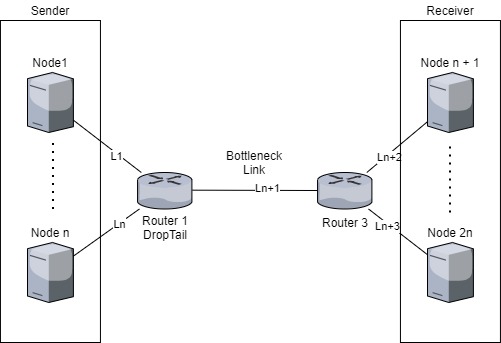 Sender
Receiver
Node1
Node n + 1
L1
Bottleneck
Link
Ln+2
Ln+1
Router 1
DropTail
Router 3
Ln
Ln+3
Node n
Node 2n